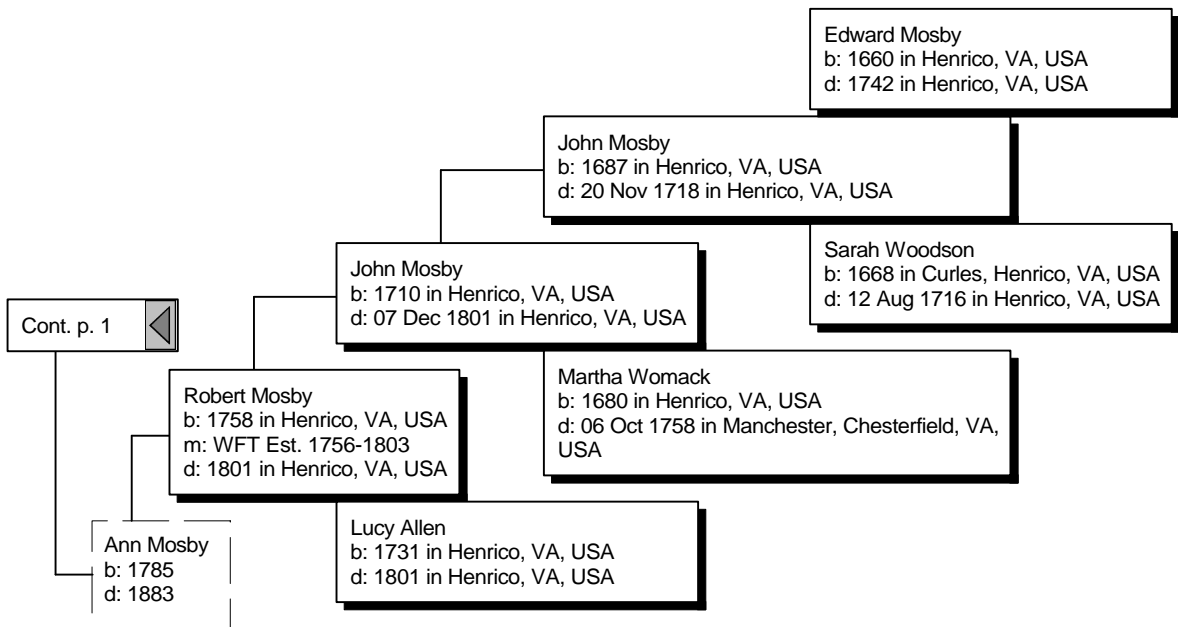 Edward Mosby
b: 1660 in Henrico, VA, USA
d: 1742 in Henrico, VA, USA
John Mosby
b: 1687 in Henrico, VA, USA
d: 20 Nov 1718 in Henrico, VA, USA
Sarah Woodson
b: 1668 in Curles, Henrico, VA, USA
d: 12 Aug 1716 in Henrico, VA, USA
John Mosby
b: 1710 in Henrico, VA, USA
d: 07 Dec 1801 in Henrico, VA, USA
Cont. p. 1
Martha Womack
b: 1680 in Henrico, VA, USA
d: 06 Oct 1758 in Manchester, Chesterfield, VA,
USA
Robert Mosby
b: 1758 in Henrico, VA, USA
m: WFT Est. 1756-1803
d: 1801 in Henrico, VA, USA
Lucy Allen
b: 1731 in Henrico, VA, USA
d: 1801 in Henrico, VA, USA
Ann Mosby
b: 1785
d: 1883